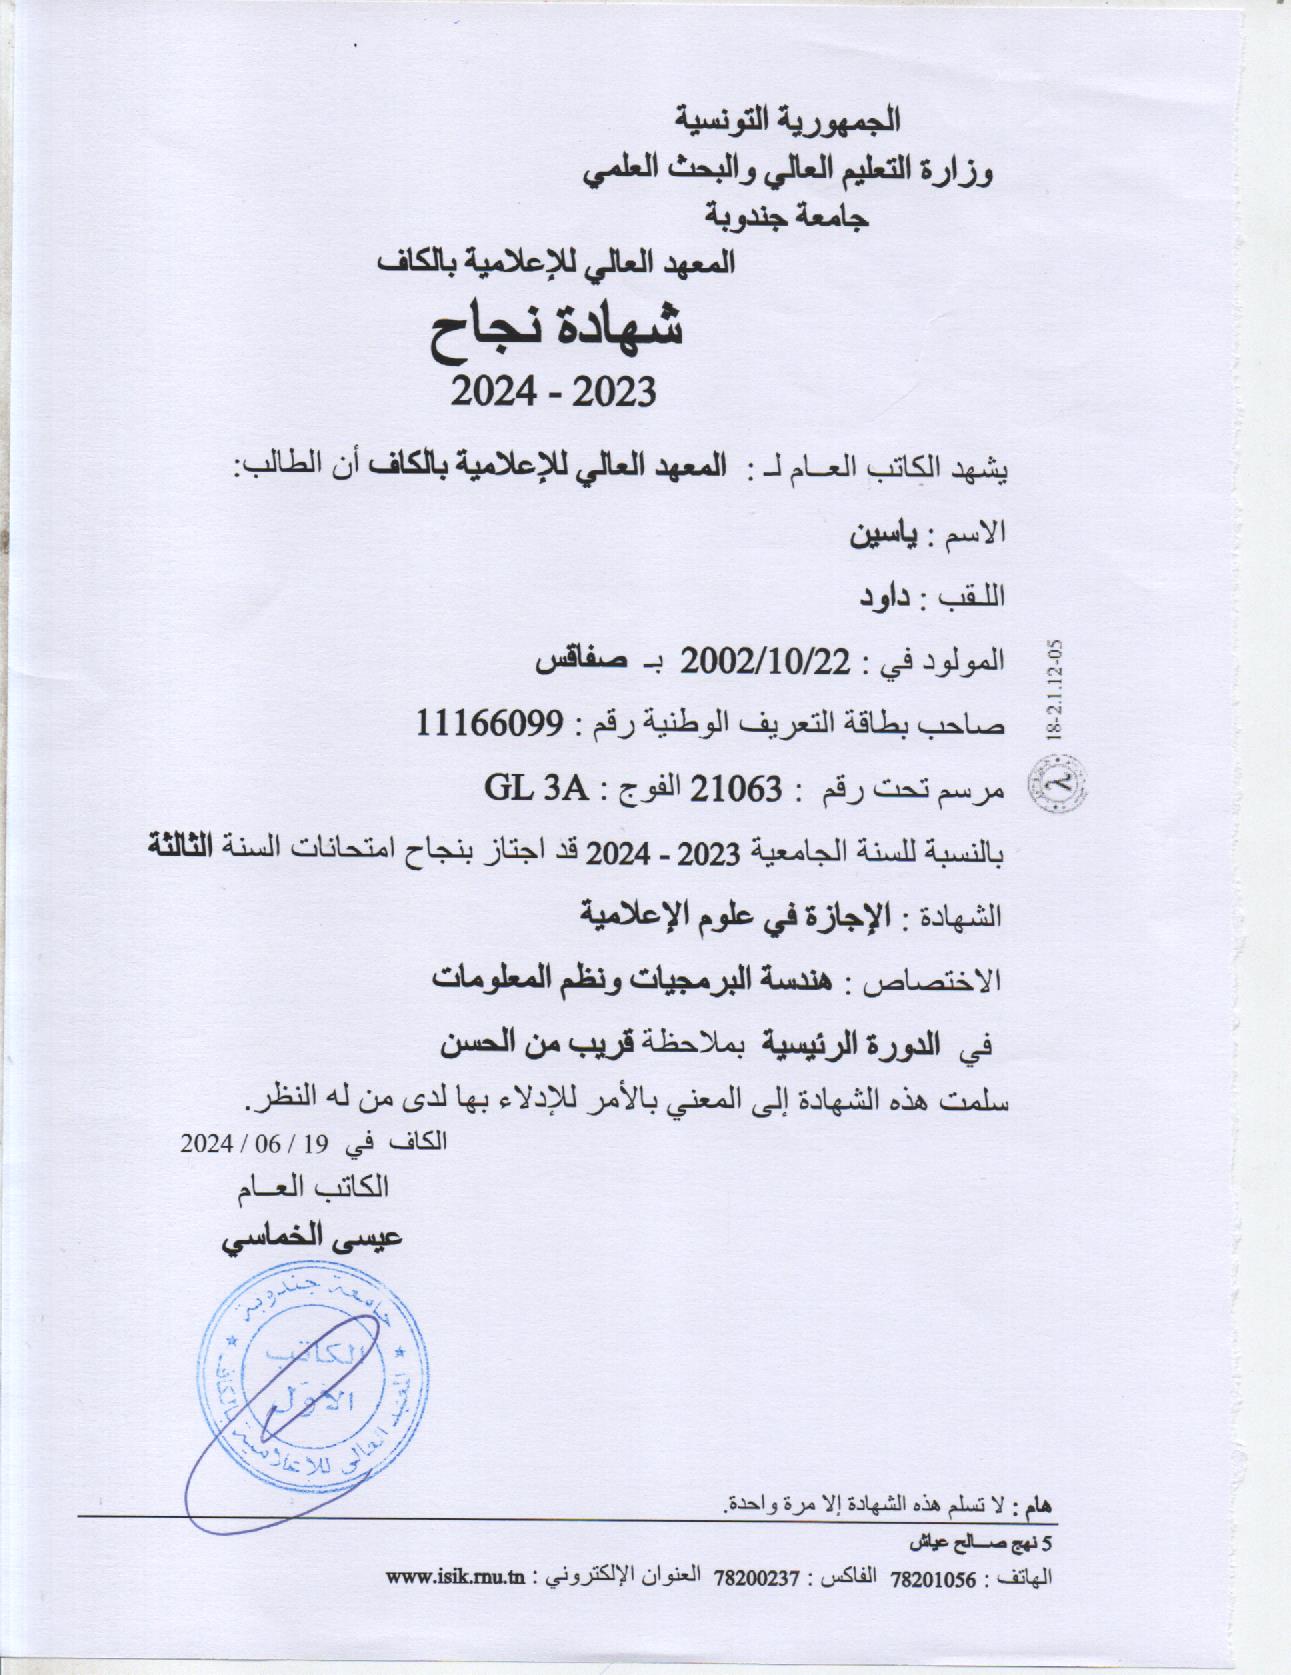 الجمهورية التونسية
وزارة التعليم العالي والبحث العلمي
جامعة جندوبة
المعهد العالي للإعلامية بالكاف
شهادة نجاح
2023 - 2024
يشهد الكاتب العـــام لـ : المعهد العالي للإعلامية بالكاف أن الطالب:
الاسم : ياسين
اللـقب : داود
المولود في : 2002/10/22 بـ صفاقس
صاحب بطاقة التعريف الوطنية رقم : 11166099
مرسم تحت رقم : 21063 الفوج : GL 3A
بالنسبة للسنة الجامعية 2023 - 2024 قد اجتاز بنجاح امتحانات السنة الثالثة
الشهادة : الإجازة في علوم الإعلامية
الاختصاص : هندسة البرمجيات ونظم المعلومات
في الدورة الرئيسية بملاحظة قريب من الحسن
سلمت هذه الشهادة إلى المعني بالأمر للإدلاء بها لدى من له النظر.
الكاف في 19 / 06 / 2024
الكاتب العـــام
عيسى الخماسي
جامعة جندوبة
الكاتب
الأول
المعهد العالي للإعلامية بالكاف
18-2.1.12-05
هام : لا تسلم هذه الشهادة إلا مرة واحدة.
5 نهج صـــالح عياش
الهاتف : 78201056 الفاكس : 78200237 العنوان الإلكتروني : www.isik.rnu.tn